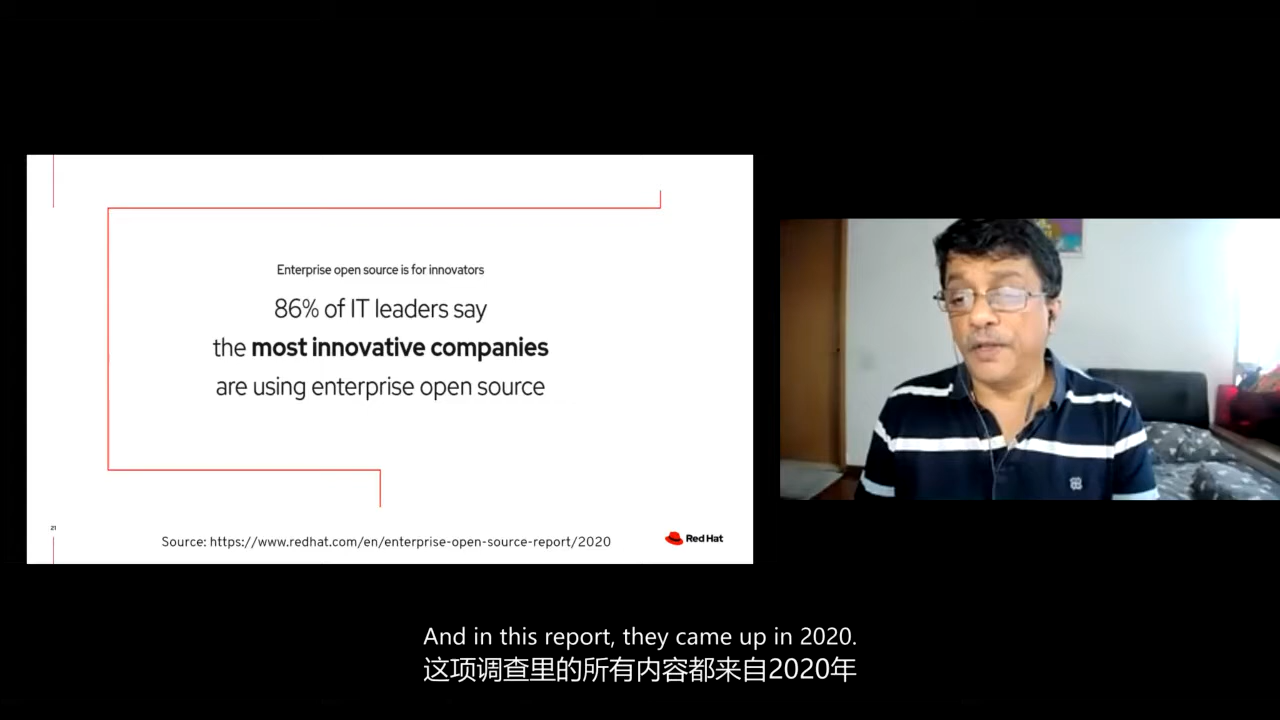 Enterprise open source is for innovators
86% of IT leaders say
the most innovative companies
are using enterprise open source
21
Source: https://www.redhat.com/en/enterprise-open-source-report/2020
Red Hat
And in this report, they came up in 2020.
这项调查里的所有内容都来自2020年